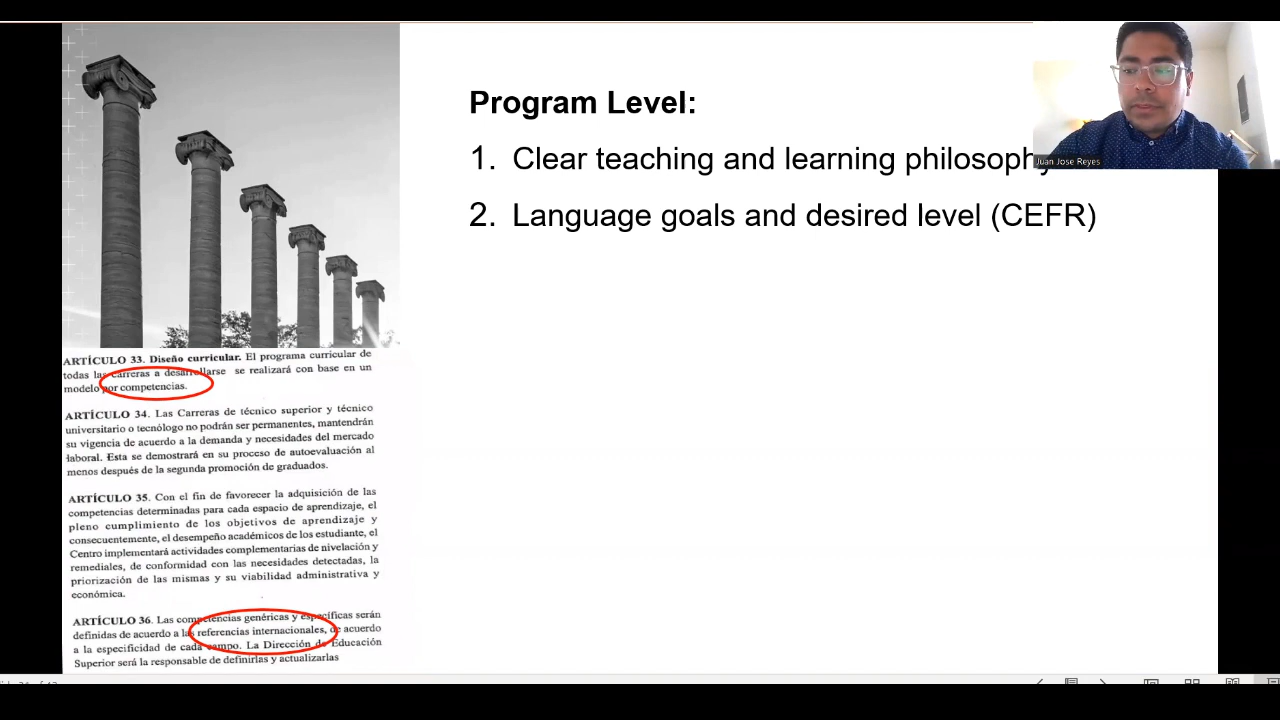 Program Level:
1. Clear teaching and learning philosophy
2. Language goals and desired level (CEFR)
Juan Jose Reyes
ARTÍCULO 33. Diseño curricular. El programa curricular de
todas las carreras a desarrollarse se realizará con base en un
modelo por competencias.
ARTÍCULO 34. Las Carreras de técnico superior y técnico
universitario o tecnólogo no podrán ser permanentes, mantendrán
su vigencia de acuerdo a la demanda y necesidades del mercado
laboral. Esta se demostrará en su proceso de autoevaluación al
menos después de la segunda promoción de graduados.
ARTÍCULO 35. Con el fin de favorecer la adquisición de las
competencias determinadas para cada espacio de aprendizaje, el
pleno cumplimiento de los objetivos de aprendizaje y
consecuentemente, el desempeño académicos de los estudiante, el
Centro implementará actividades complementarias de nivelación y
remediales, de conformidad con las necesidades detectadas, la
priorización de las mismas y su viabilidad administrativa y
económica.
ARTÍCULO 36. Las competencias genéricas y específicas serán
definidas de acuerdo a las referencias internacionales, de acuerdo
a la especificidad de cada campo. La Dirección de Educación
Superior será la responsable de definirlas y actualizarlas